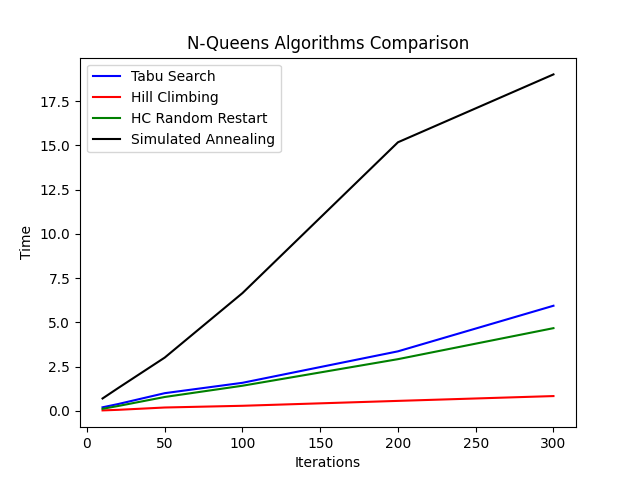 N-Queens Algorithms Comparison
Tabu Search
Hill Climbing
HC Random Restart
Simulated Annealing
17.5
15.0
12.5
10.0
7.5
5.0
2.5
0.0
Time
0 50 100 150 200 250 300
Iterations